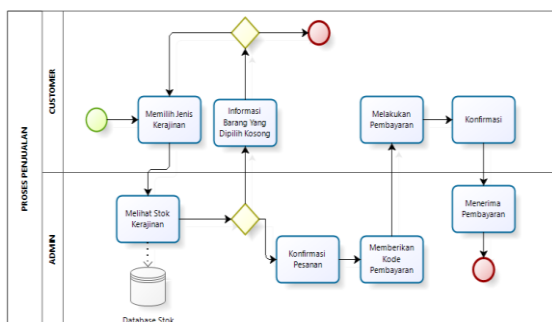 PROSES PENJUALAN
CUSTOMER
Memilih Jenis
Kerajinan
Informasi
Barang Yang
Dipilih Kosong
Melakukan
Pembayaran
Konfirmasi
ADMIN
Melihat Stok
Kerajinan
Konfirmasi
Pesanan
Memberikan
Kode
Pembayaran
Menerima
Pembayaran
Database Stok